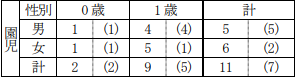 園児 性別 0歳 1歳 計
男 1 (1) 4 (4) 5 (5)
女 1 (1) 5 (1) 6 (2)
計 2 (2) 9 (5) 11 (7)